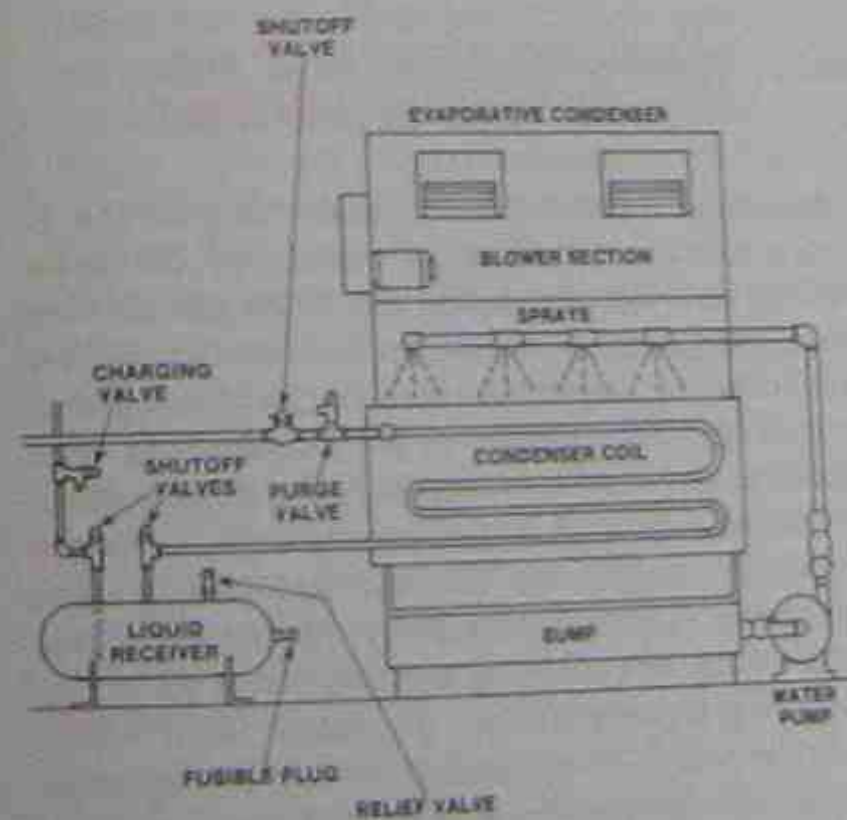 SHUTOFF
VALVE
EVAPORATIVE CONDENSER
BLOWER SECTION
SPRAYS
CHARGING
VALVE
SHUTOFF
VALVES
PURGE
VALVE
CONDENSER COIL
LIQUID
RECEIVER
SUMP
WATER
PUMP
FUSIBLE PLUG
RELIEF VALVE